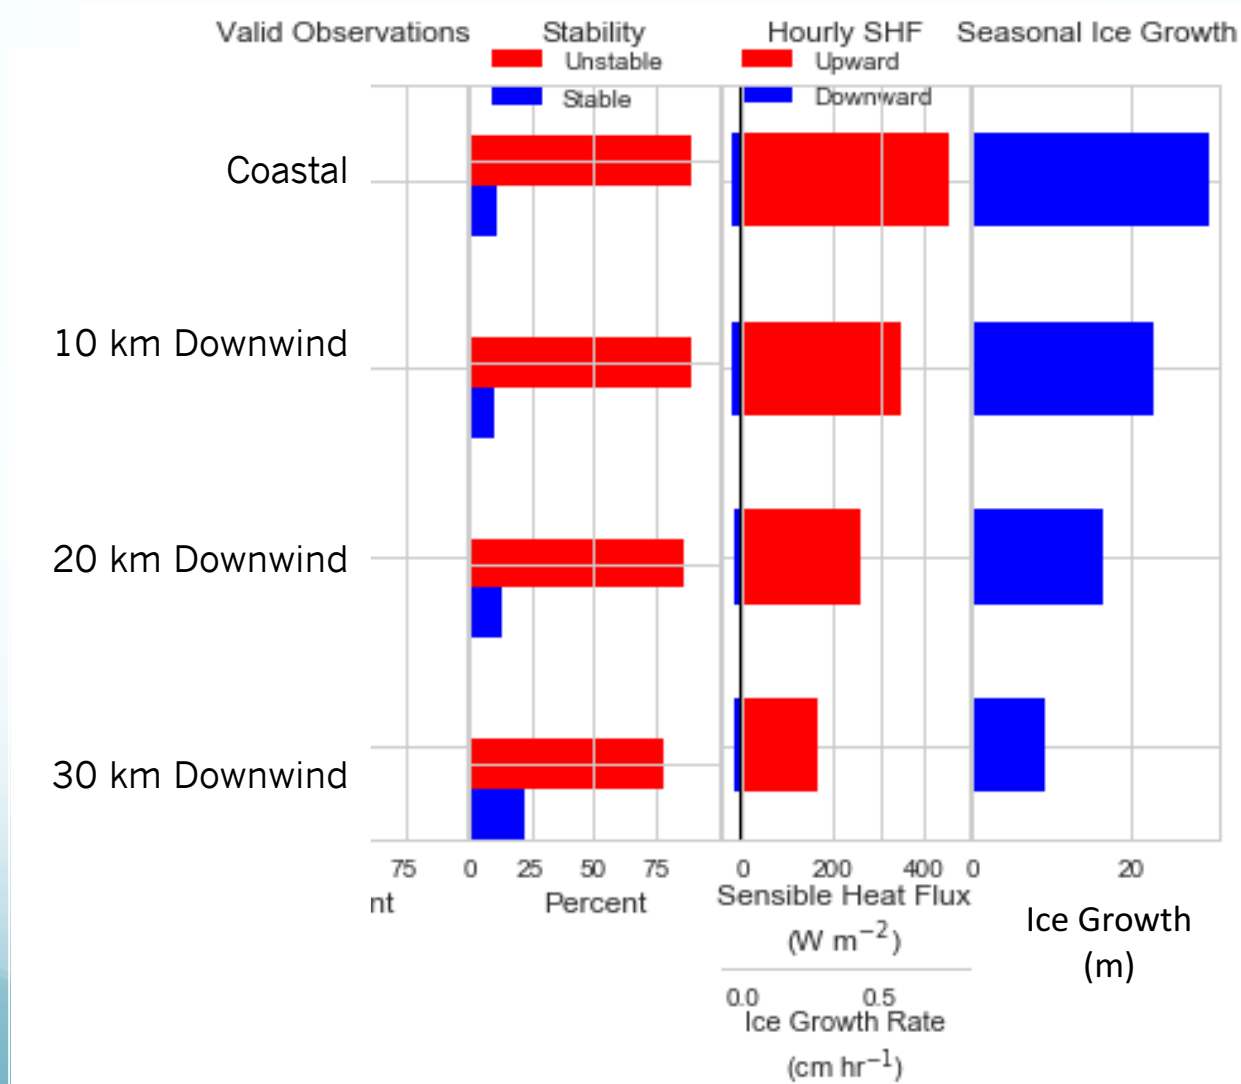 Valid Observations
Stability
Hourly SHF
Seasonal Ice Growth
Unstable
Stable
Upward
Downward
Coastal
10 km Downwind
20 km Downwind
30 km Downwind
75
0 25 50 75
0 200 400
0 20
nt
Percent
Sensible Heat Flux
(W m⁻²)
Ice Growth
(m)
0.0 0.5
Ice Growth Rate
(cm hr⁻¹)